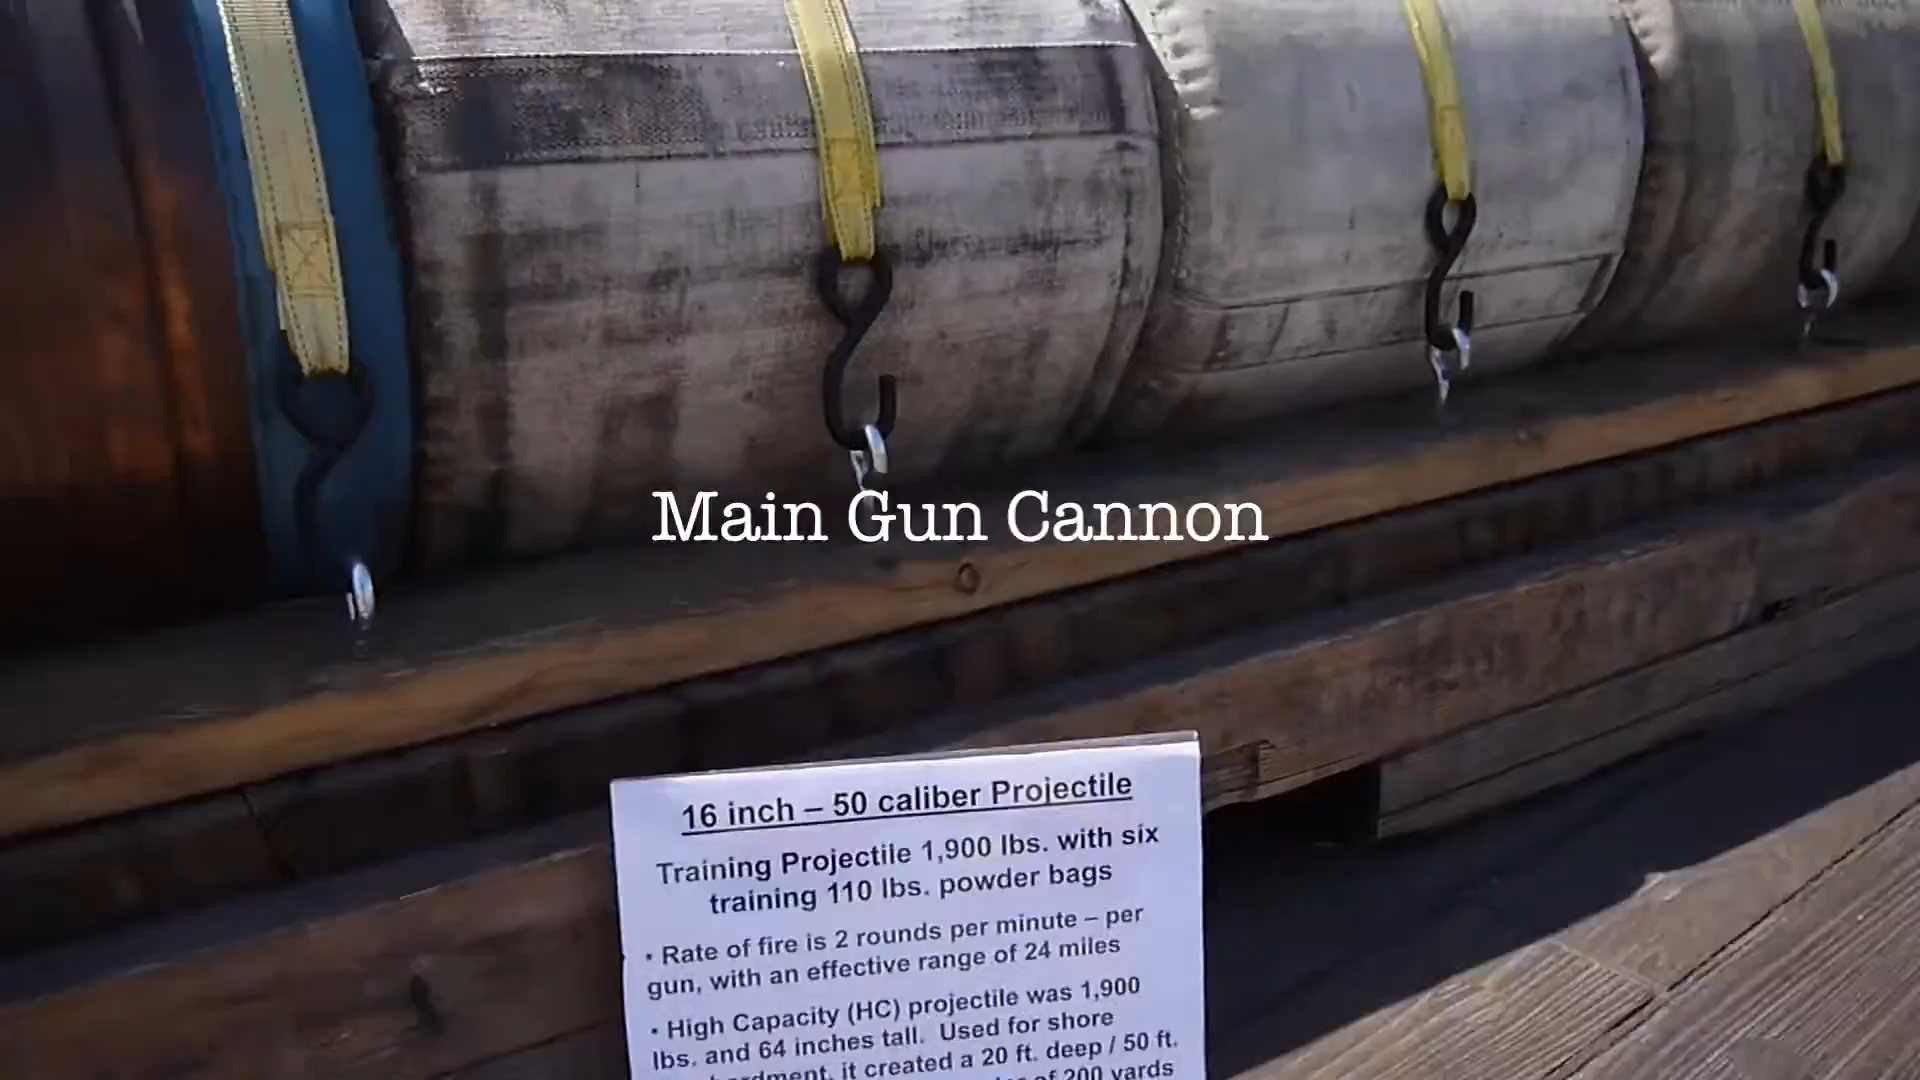 Main Gun Cannon
16 inch – 50 caliber Projectile
Training Projectile 1,900 lbs. with six
training 110 lbs. powder bags
· Rate of fire is 2 rounds per minute – per
gun, with an effective range of 24 miles
· High Capacity (HC) projectile was 1,900
lbs. and 64 inches tall. Used for shore
it created a 20 ft. deep / 50 ft.
of 200 yards